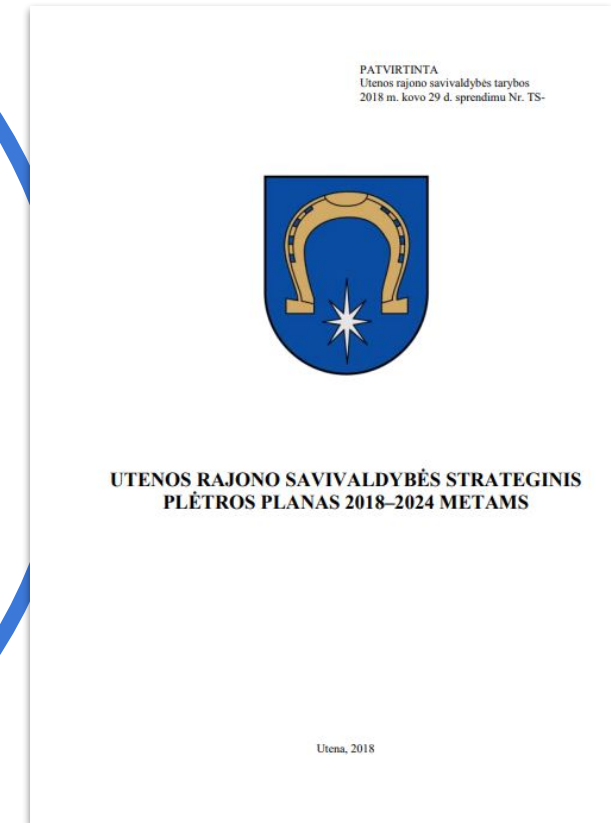 PATVIRTINTA
Utenos rajono savivaldybės tarybos
2018 m. kovo 29 d. sprendimu Nr. TS-
UTENOS RAJONO SAVIVALDYBĖS STRATEGINIS
PLĖTROS PLANAS 2018–2024 METAMS
Utena, 2018